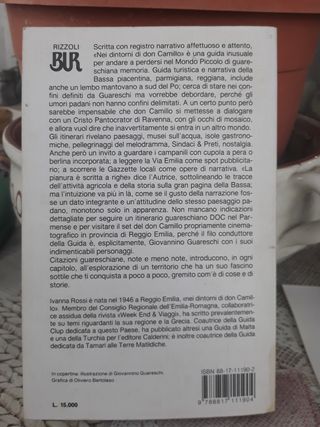 RIZZOLI
BUR
Scritta con registro narrativo affettuoso e attento,
«Nei dintorni di don Camillo» è una guida inusuale
per andare a perdersi nel Mondo Piccolo di guare-
schiana memoria. Guida turistica e narrativa della
Bassa piacentina, parmigiana, reggiana, include
anche un lembo mantovano a sud del Po; cerca di stare nei con-
fini definiti da Guareschi ma vorrebbe debordare, perché gli
umori padani non hanno confini delimitati. A un certo punto parò
sarebbe impensabile che don Camillo si mettesse a dialogare
con un Cristo Pantocrator di Ravenna, con gli occhi di mosaico,
e allora vuol dire che inavvertitamente si entra in un altro mondo.
Gli itinerari rivelano paesaggi, musei sull'acqua, isole gastrono-
miche, pellegrinaggi del melodramma, Sindaci & Preti, nostalgia.
Anche però un invito a guardare i campanili con cupola a pera o
berlina incorporata; a leggere la Via Emilia come spot pubblicita-
rio; a scorrere le Gazzette locali come opere di narrativa. «La
pianura è scritta a righe» dice l'Autrice, sottolineando le tracce
dell'attività agricola e della storia sulla gran pagina della Bassa;
ma l'intuizione va più in là, come se il gusto della narrazione fosse
un dato integrante e un'attitudine dello stesso paesaggio pa-
dano, monotono solo in apparenza. Non mancano indicazioni
dettagliate per seguire un itinerario guareschiano DOC nel Par-
mense e per visitare il set del don Camillo propriamente cinema-
tografico in provincia di Reggio Emilia, perché il filo conduttore
della Guida è, esplicitamente, Giovannino Guareschi con i suoi
indimenticabili personaggi.
Citazioni guareschiane, note e meno note, introducono, in ogni
capitolo, all'esplorazione di un territorio che ha un suo fascino
sottile che ti conquista a poco a poco, gremito com'è di cose e di
storie.
Ivanna Rossi è nata nel 1946 a Reggio Emilia, «nei dintorni di don Camil-
lo». Membro del Consiglio Regionale dell'Emilia-Romagna, collaboratri-
ce assidua della rivista «Week End & Viaggi», ha scritto prevalentemen-
te su temi riguardanti la sua regione e la Grecia. Coautrice della Guida
Clup dedicata a questo Paese, ha pubblicato altresì una Guida di Malta
e una della Turchia per l'editore Calderini; è inoltre coautrice della Guida
dedicata da Tamari alle Terre Matildiche.
In copertina: illustrazione di Giovannino Guareschi.
Grafica di Oliviero Bertolaso
L. 15.000
ISBN 88-17-11190-2
9 788817 111904